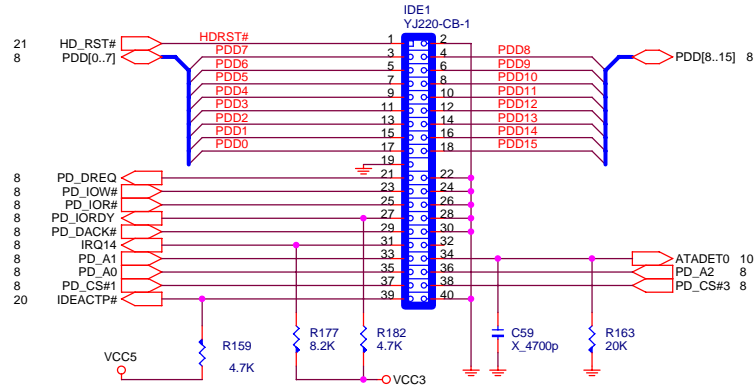 IDE1
YJ220-CB-1
21 HD_RST# HDRST# 1 2
8 PDD[0..7] PDD7 3 4 PDD8 PDD[8..15] 8
PDD6 5 6 PDD9
PDD5 7 8 PDD10
PDD4 9 10 PDD11
PDD3 11 12 PDD12
PDD2 13 14 PDD13
PDD1 15 16 PDD14
PDD0 17 18 PDD15
19
8 PD_DREQ 21 22
8 PD_IOW# 23 24
8 PD_IOR# 25 26
8 PD_IORDY 27 28
8 PD_DACK# 29 30
8 IRQ14 31 32
8 PD_A1 33 34 ATADET0 10
8 PD_A0 35 36 PD_A2 8
8 PD_CS#1 37 38 PD_CS#3 8
20 IDEACTP# 39 40
R159
4.7K
R177
8.2K
R182
4.7K
C59
X_4700p
R163
20K
VCC5
VCC3